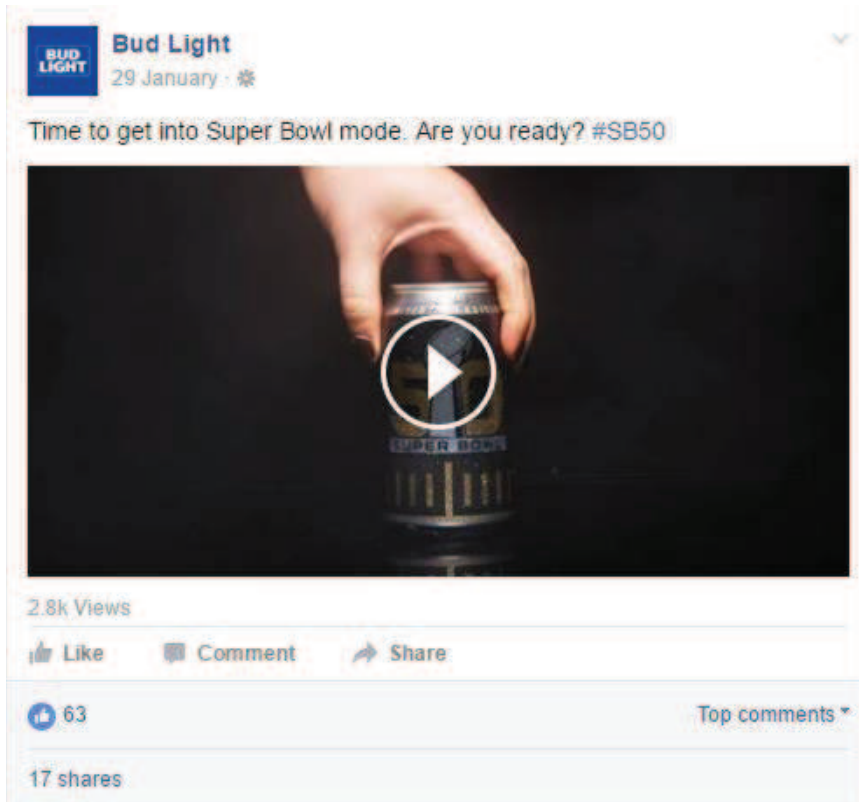 BUD
LIGHT
Bud Light
29 January ·
Time to get into Super Bowl mode. Are you ready? #SB50
50
SUPER BOWL
2.8k Views
Like Comment Share
63 Top comments
17 shares